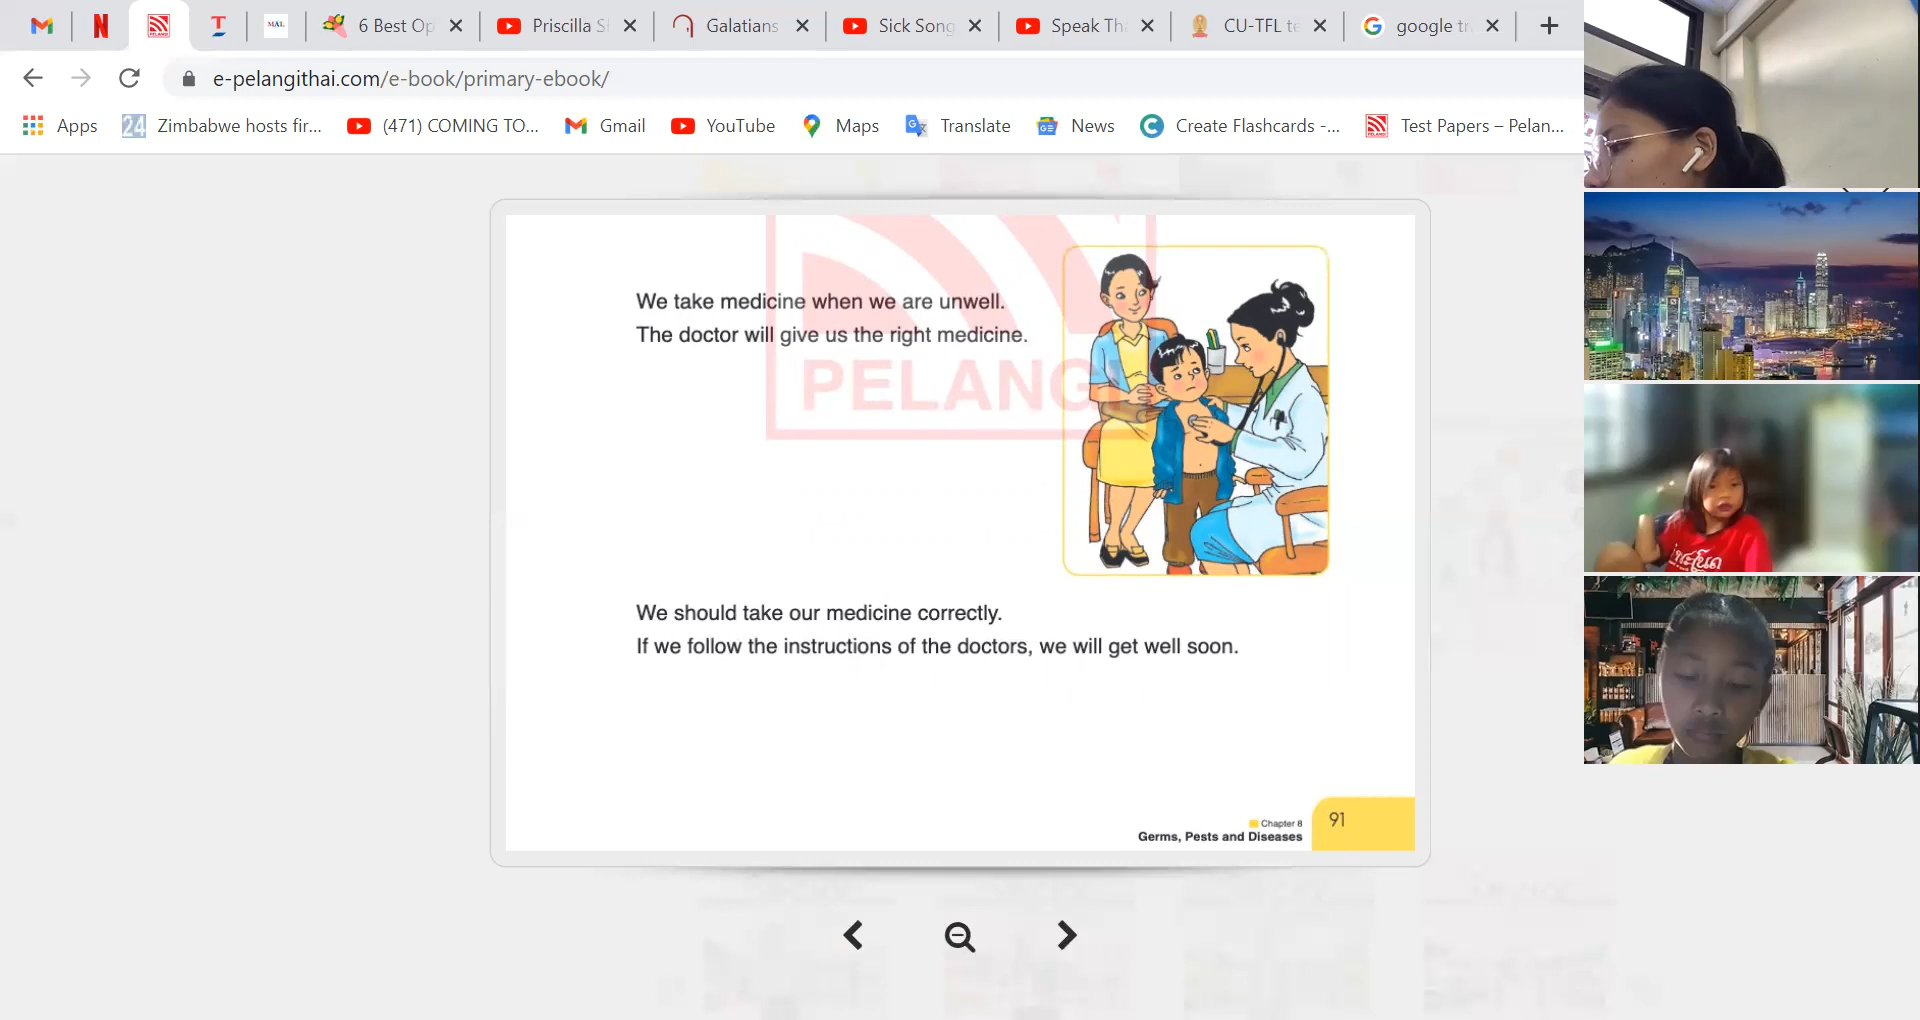 6 Best Op
Priscilla S
Galatians
Sick Song
Speak Th
CU-TFL te
google tr
e-pelangithai.com/e-book/primary-ebook/
Apps
24
Zimbabwe hosts fir...
(471) COMING TO...
Gmail
YouTube
Maps
Translate
News
Create Flashcards -...
Test Papers – Pelan...
We take medicine when we are unwell.
The doctor will give us the right medicine.
PELANGI
We should take our medicine correctly.
If we follow the instructions of the doctors, we will get well soon.
Chapter 8
Germs, Pests and Diseases
91